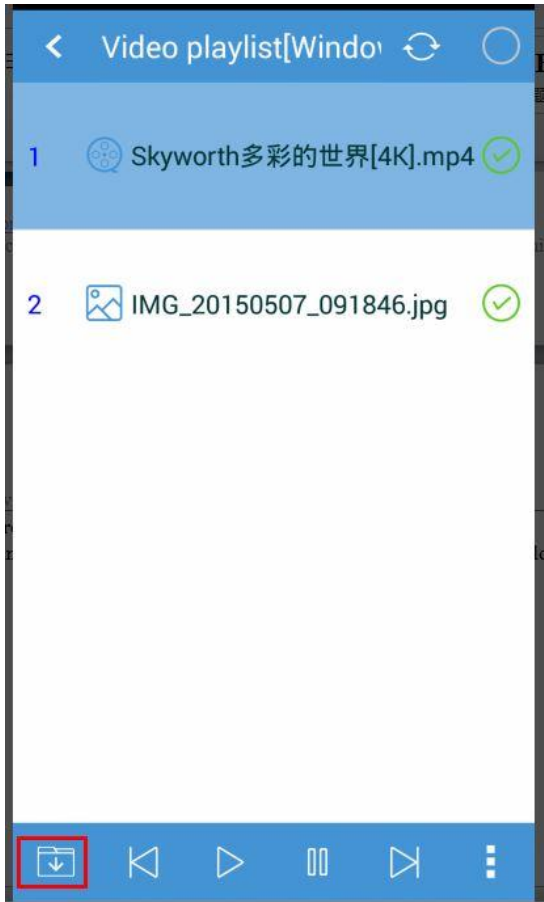 Video playlist[Window
1 Skyworth多彩的世界[4K].mp4
2 IMG_20150507_091846.jpg